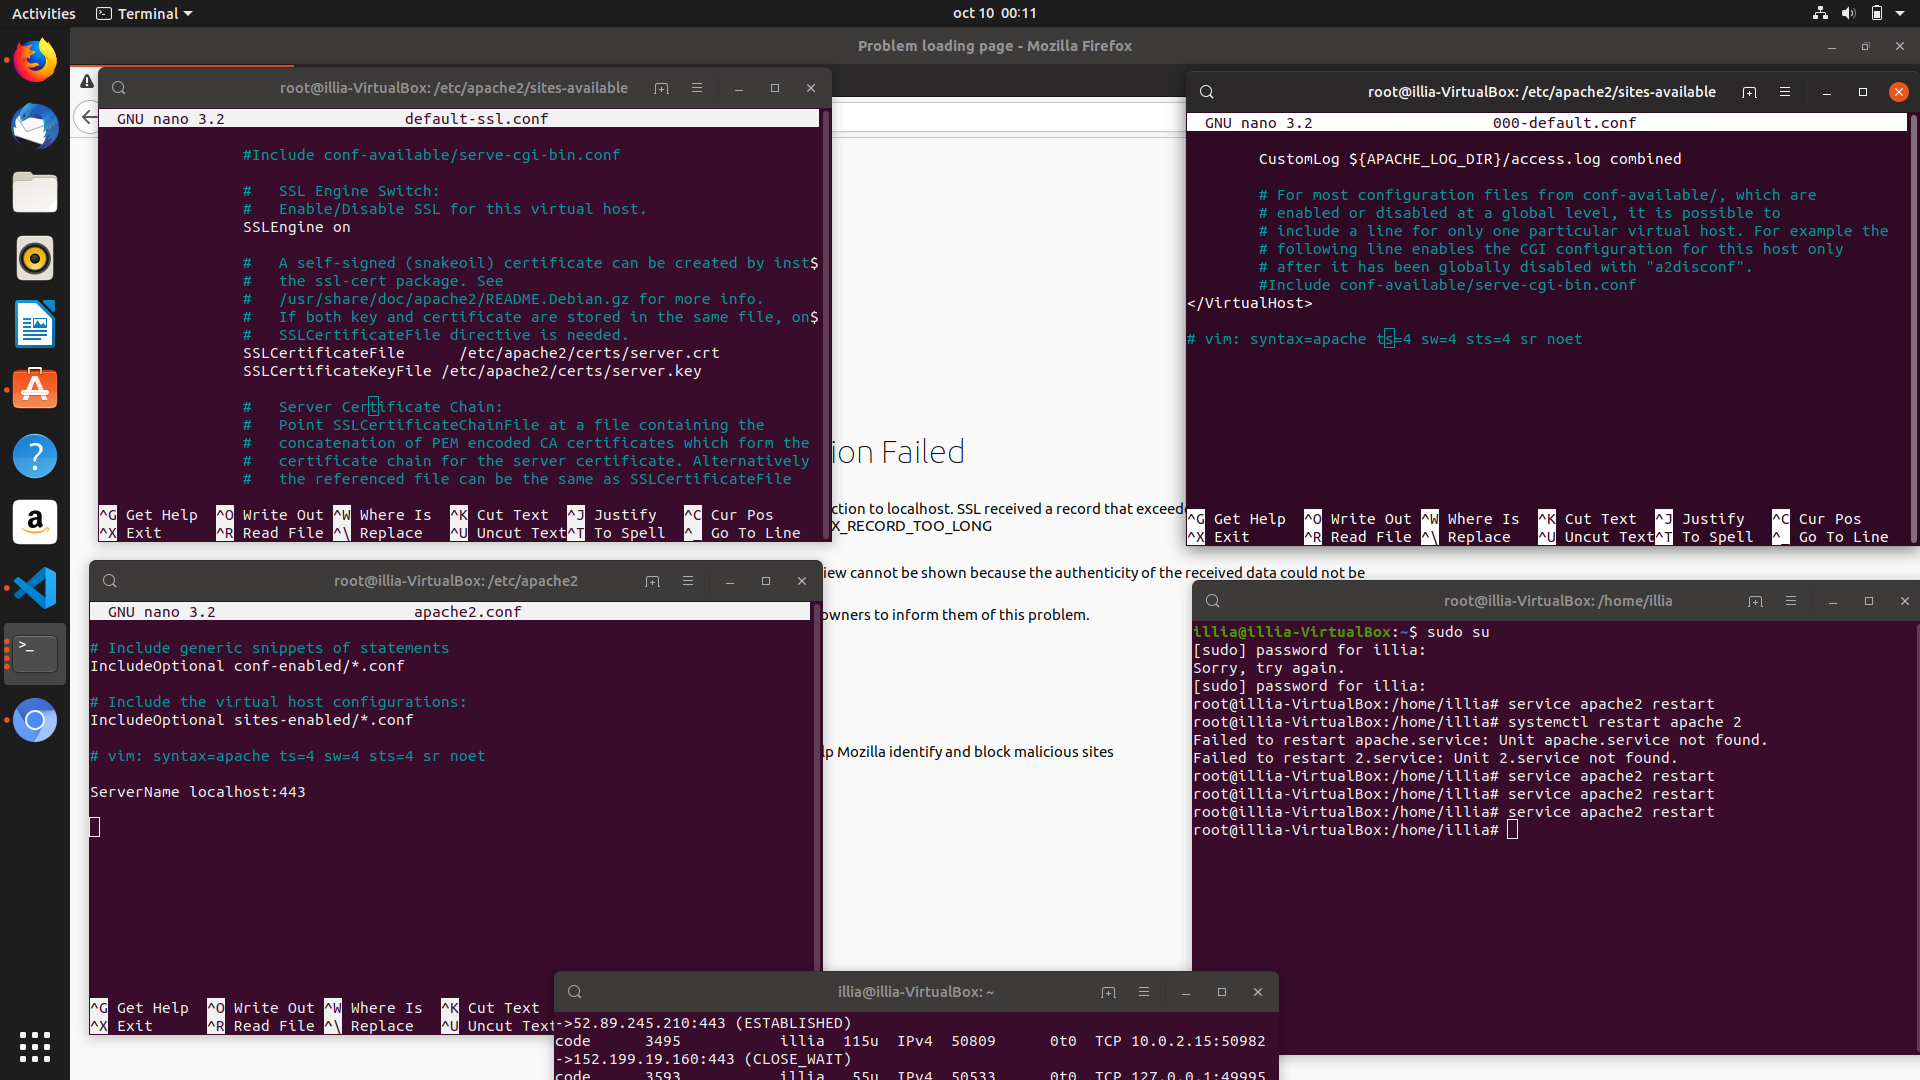 Activities
Terminal
oct 10  00:11
Problem loading page - Mozilla Firefox
root@illia-VirtualBox: /etc/apache2/sites-available
GNU nano 3.2                    default-ssl.conf
#Include conf-available/serve-cgi-bin.conf
#   SSL Engine Switch:
#   Enable/Disable SSL for this virtual host.
SSLEngine on
#   A self-signed (snakeoil) certificate can be created by inst$
#   the ssl-cert package. See
#   /usr/share/doc/apache2/README.Debian.gz for more info.
#   If both key and certificate are stored in the same file, on$
#   SSLCertificateFile directive is needed.
SSLCertificateFile      /etc/apache2/certs/server.crt
SSLCertificateKeyFile /etc/apache2/certs/server.key
#   Server Certificate Chain:
#   Point SSLCertificateChainFile at a file containing the
#   concatenation of PEM encoded CA certificates which form the
#   certificate chain for the server certificate. Alternatively
#   the referenced file can be the same as SSLCertificateFile
^G Get Help  ^O Write Out ^W Where Is  ^K Cut Text  ^J Justify   ^C Cur Pos
^X Exit      ^R Read File ^\ Replace   ^U Uncut Text^T To Spell  ^_ Go To Line
root@illia-VirtualBox: /etc/apache2/sites-available
GNU nano 3.2                    000-default.conf
CustomLog ${APACHE_LOG_DIR}/access.log combined
# For most configuration files from conf-available/, which are
# enabled or disabled at a global level, it is possible to
# include a line for only one particular virtual host. For example the
# following line enables the CGI configuration for this host only
# after it has been globally disabled with "a2disconf".
#Include conf-available/serve-cgi-bin.conf
</VirtualHost>
# vim: syntax=apache ts=4 sw=4 sts=4 sr noet
^G Get Help  ^O Write Out ^W Where Is  ^K Cut Text  ^J Justify   ^C Cur Pos
^X Exit      ^R Read File ^\ Replace   ^U Uncut Text^T To Spell  ^_ Go To Line
ion Failed
ction to localhost. SSL received a record that exceed
X_RECORD_TOO_LONG
iew cannot be shown because the authenticity of the received data could not be
owners to inform them of this problem.
lp Mozilla identify and block malicious sites
root@illia-VirtualBox: /etc/apache2
GNU nano 3.2                      apache2.conf
# Include generic snippets of statements
IncludeOptional conf-enabled/*.conf
# Include the virtual host configurations:
IncludeOptional sites-enabled/*.conf
# vim: syntax=apache ts=4 sw=4 sts=4 sr noet
ServerName localhost:443
^G Get Help  ^O Write Out ^W Where Is  ^K Cut Text
^X Exit      ^R Read File ^\ Replace   ^U Uncut Text
root@illia-VirtualBox: /home/illia
illia@illia-VirtualBox:~$ sudo su
[sudo] password for illia:
Sorry, try again.
[sudo] password for illia:
root@illia-VirtualBox:/home/illia# service apache2 restart
root@illia-VirtualBox:/home/illia# systemctl restart apache 2
Failed to restart apache.service: Unit apache.service not found.
Failed to restart 2.service: Unit 2.service not found.
root@illia-VirtualBox:/home/illia# service apache2 restart
root@illia-VirtualBox:/home/illia# service apache2 restart
root@illia-VirtualBox:/home/illia# service apache2 restart
root@illia-VirtualBox:/home/illia#
illia@illia-VirtualBox: ~
->52.89.245.210:443 (ESTABLISHED)
code      3495           illia  115u  IPv4  50809      0t0  TCP 10.0.2.15:50982
->152.199.19.160:443 (CLOSE_WAIT)
code      3593           illia   55u  IPv4  50533      0t0  TCP 127.0.0.1:49995